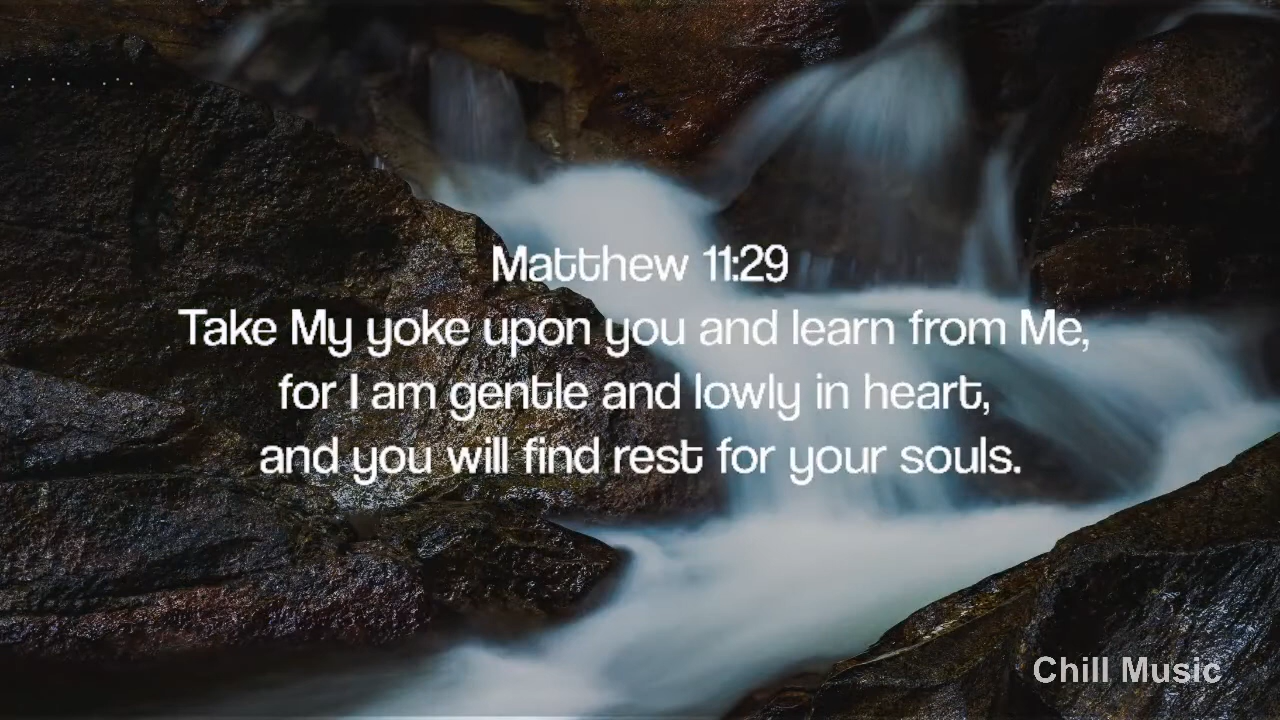 Matthew 11:29
Take My yoke upon you and learn from Me,
for I am gentle and lowly in heart,
and you will find rest for your souls.
Chill Music